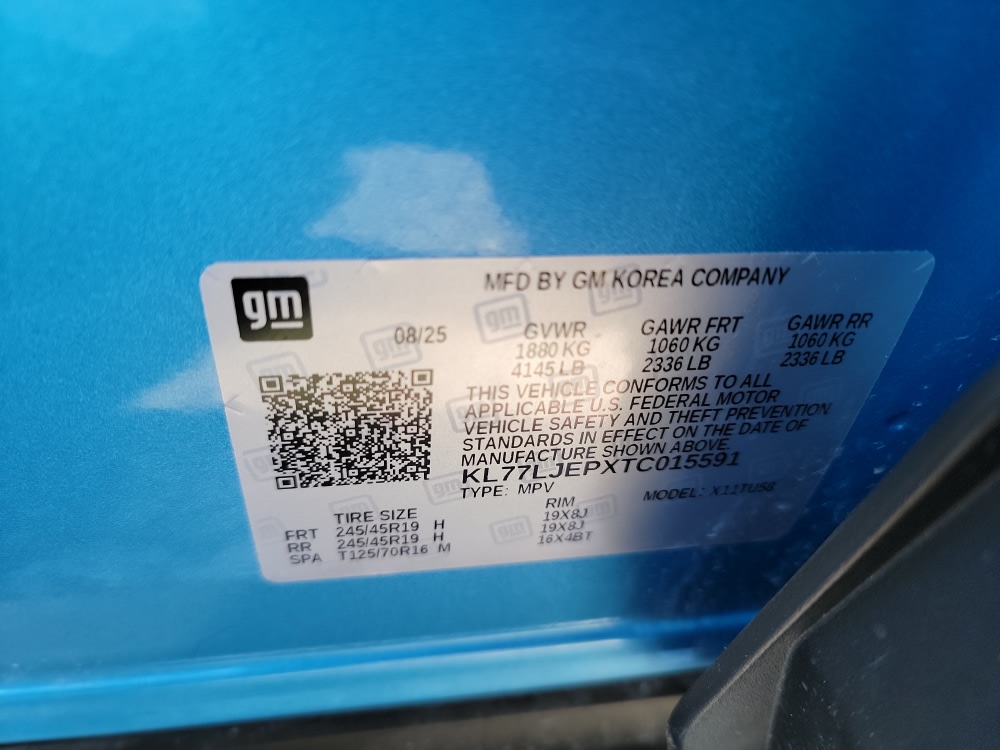 gm
MFD BY GM KOREA COMPANY
08/25 GVWR GAWR FRT GAWR RR
1880 KG 1060 KG 1060 KG
4145 LB 2336 LB 2336 LB
THIS VEHICLE CONFORMS TO ALL
APPLICABLE U.S. FEDERAL MOTOR
VEHICLE SAFETY AND THEFT PREVENTION
STANDARDS IN EFFECT ON THE DATE OF
MANUFACTURE SHOWN ABOVE.
KL77LJEPXTC015591
TYPE: MPV MODEL: X11TU58
TIRE SIZE RIM
FRT 245/45R19 H 19X8J
RR 245/45R19 H 19X8J
SPA T125/70R16 M 16X4BT